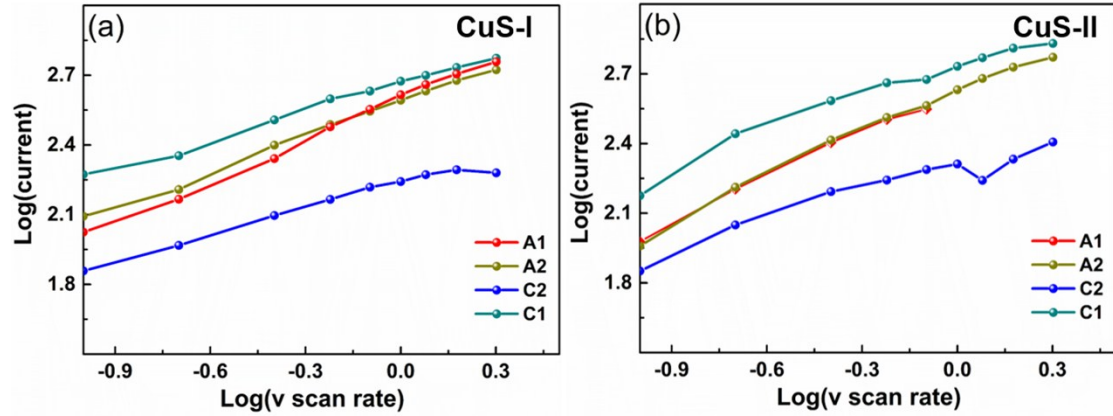 (a)
CuS-I
Log(current)
2.7
2.4
2.1
1.8
A1
A2
C2
C1
-0.9
-0.6
-0.3
0.0
0.3
Log(v scan rate)
(b)
CuS-II
Log(current)
2.7
2.4
2.1
1.8
A1
A2
C2
C1
-0.9
-0.6
-0.3
0.0
0.3
Log(v scan rate)